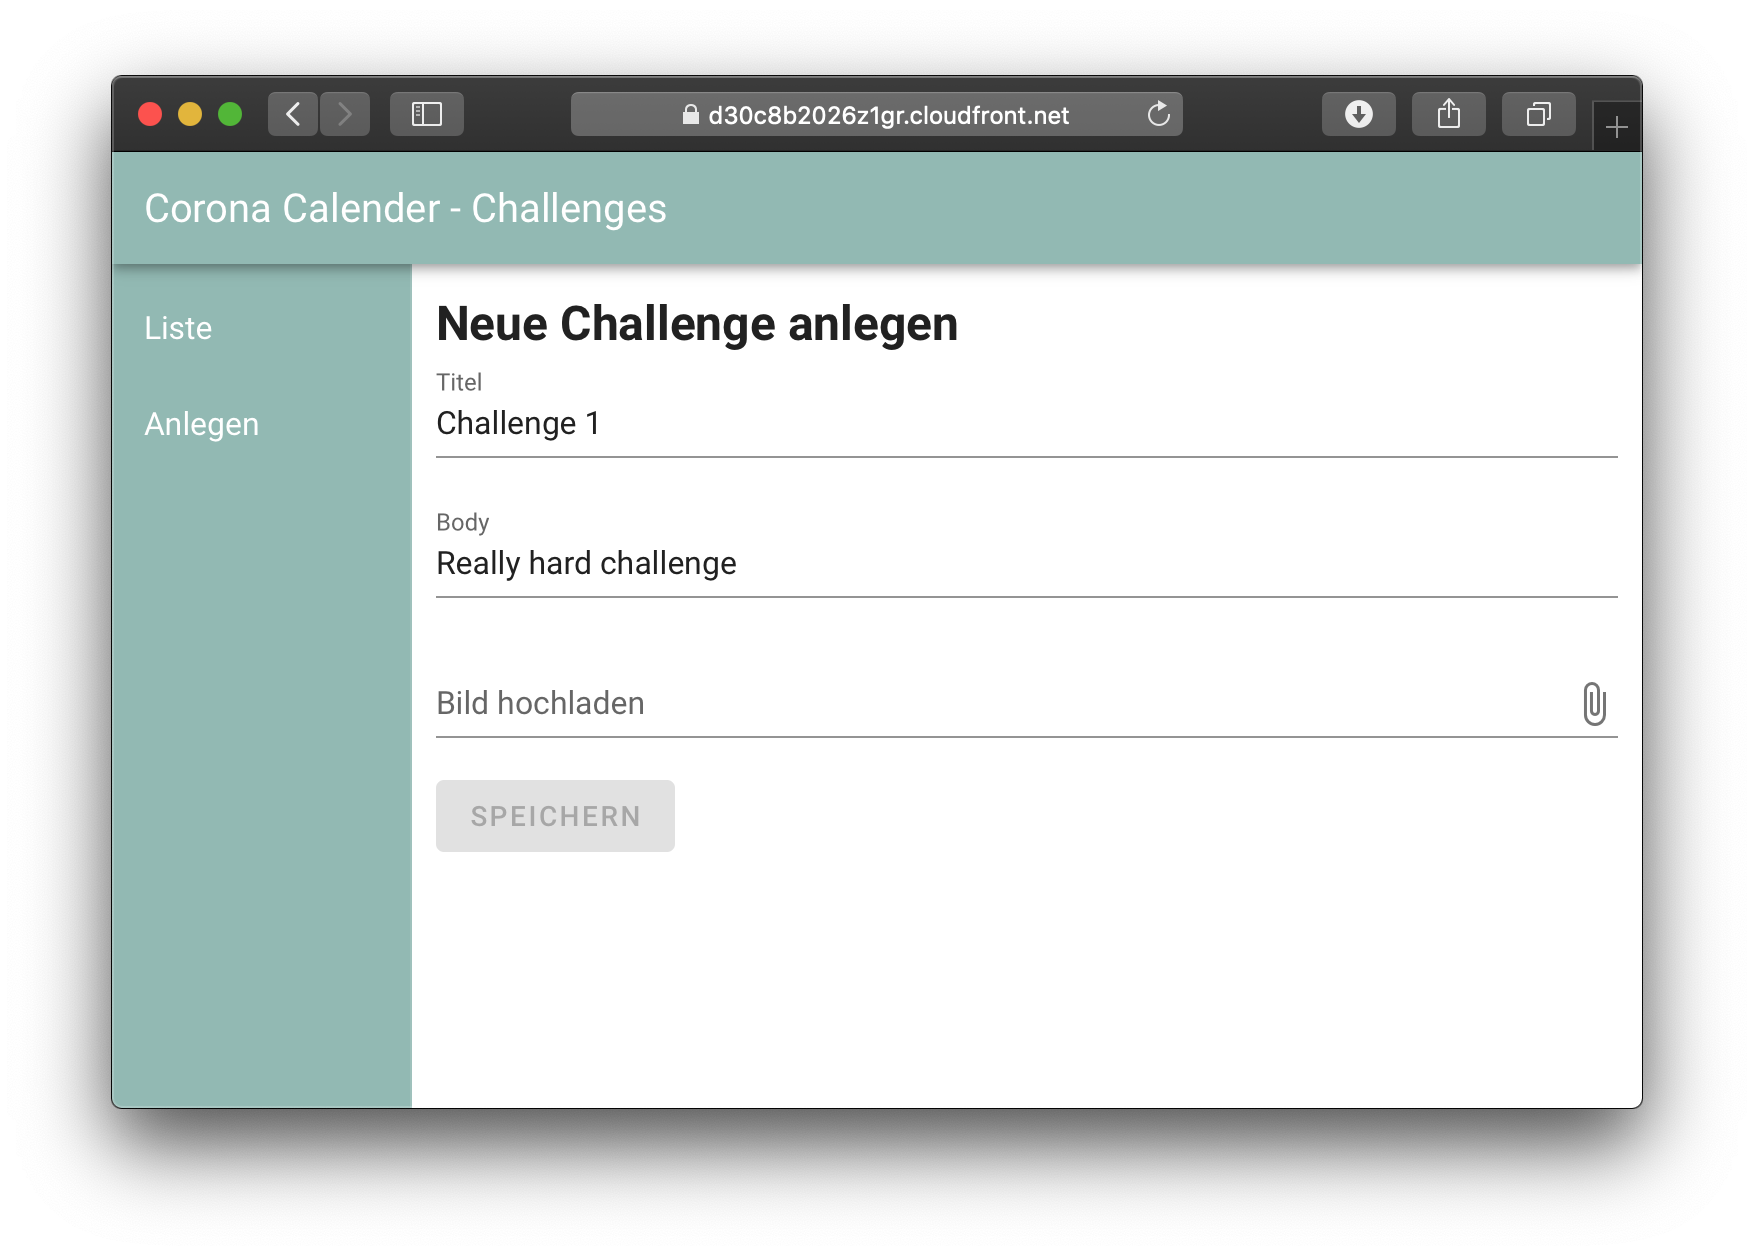 d30c8b2026z1gr.cloudfront.net
Corona Calender - Challenges
Liste
Anlegen
Neue Challenge anlegen
Titel
Challenge 1
Body
Really hard challenge
Bild hochladen
SPEICHERN